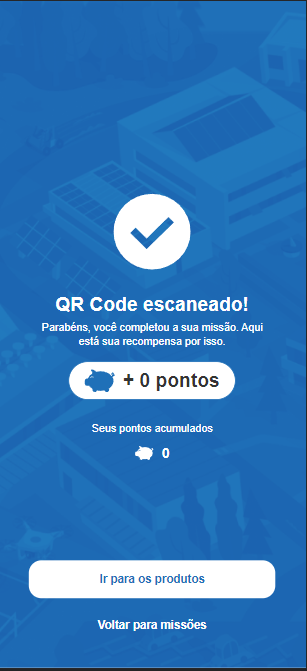 QR Code escaneado!
Parabéns, você completou a sua missão. Aqui
está sua recompensa por isso.
+ 0 pontos
Seus pontos acumulados
0
Ir para os produtos
Voltar para missões